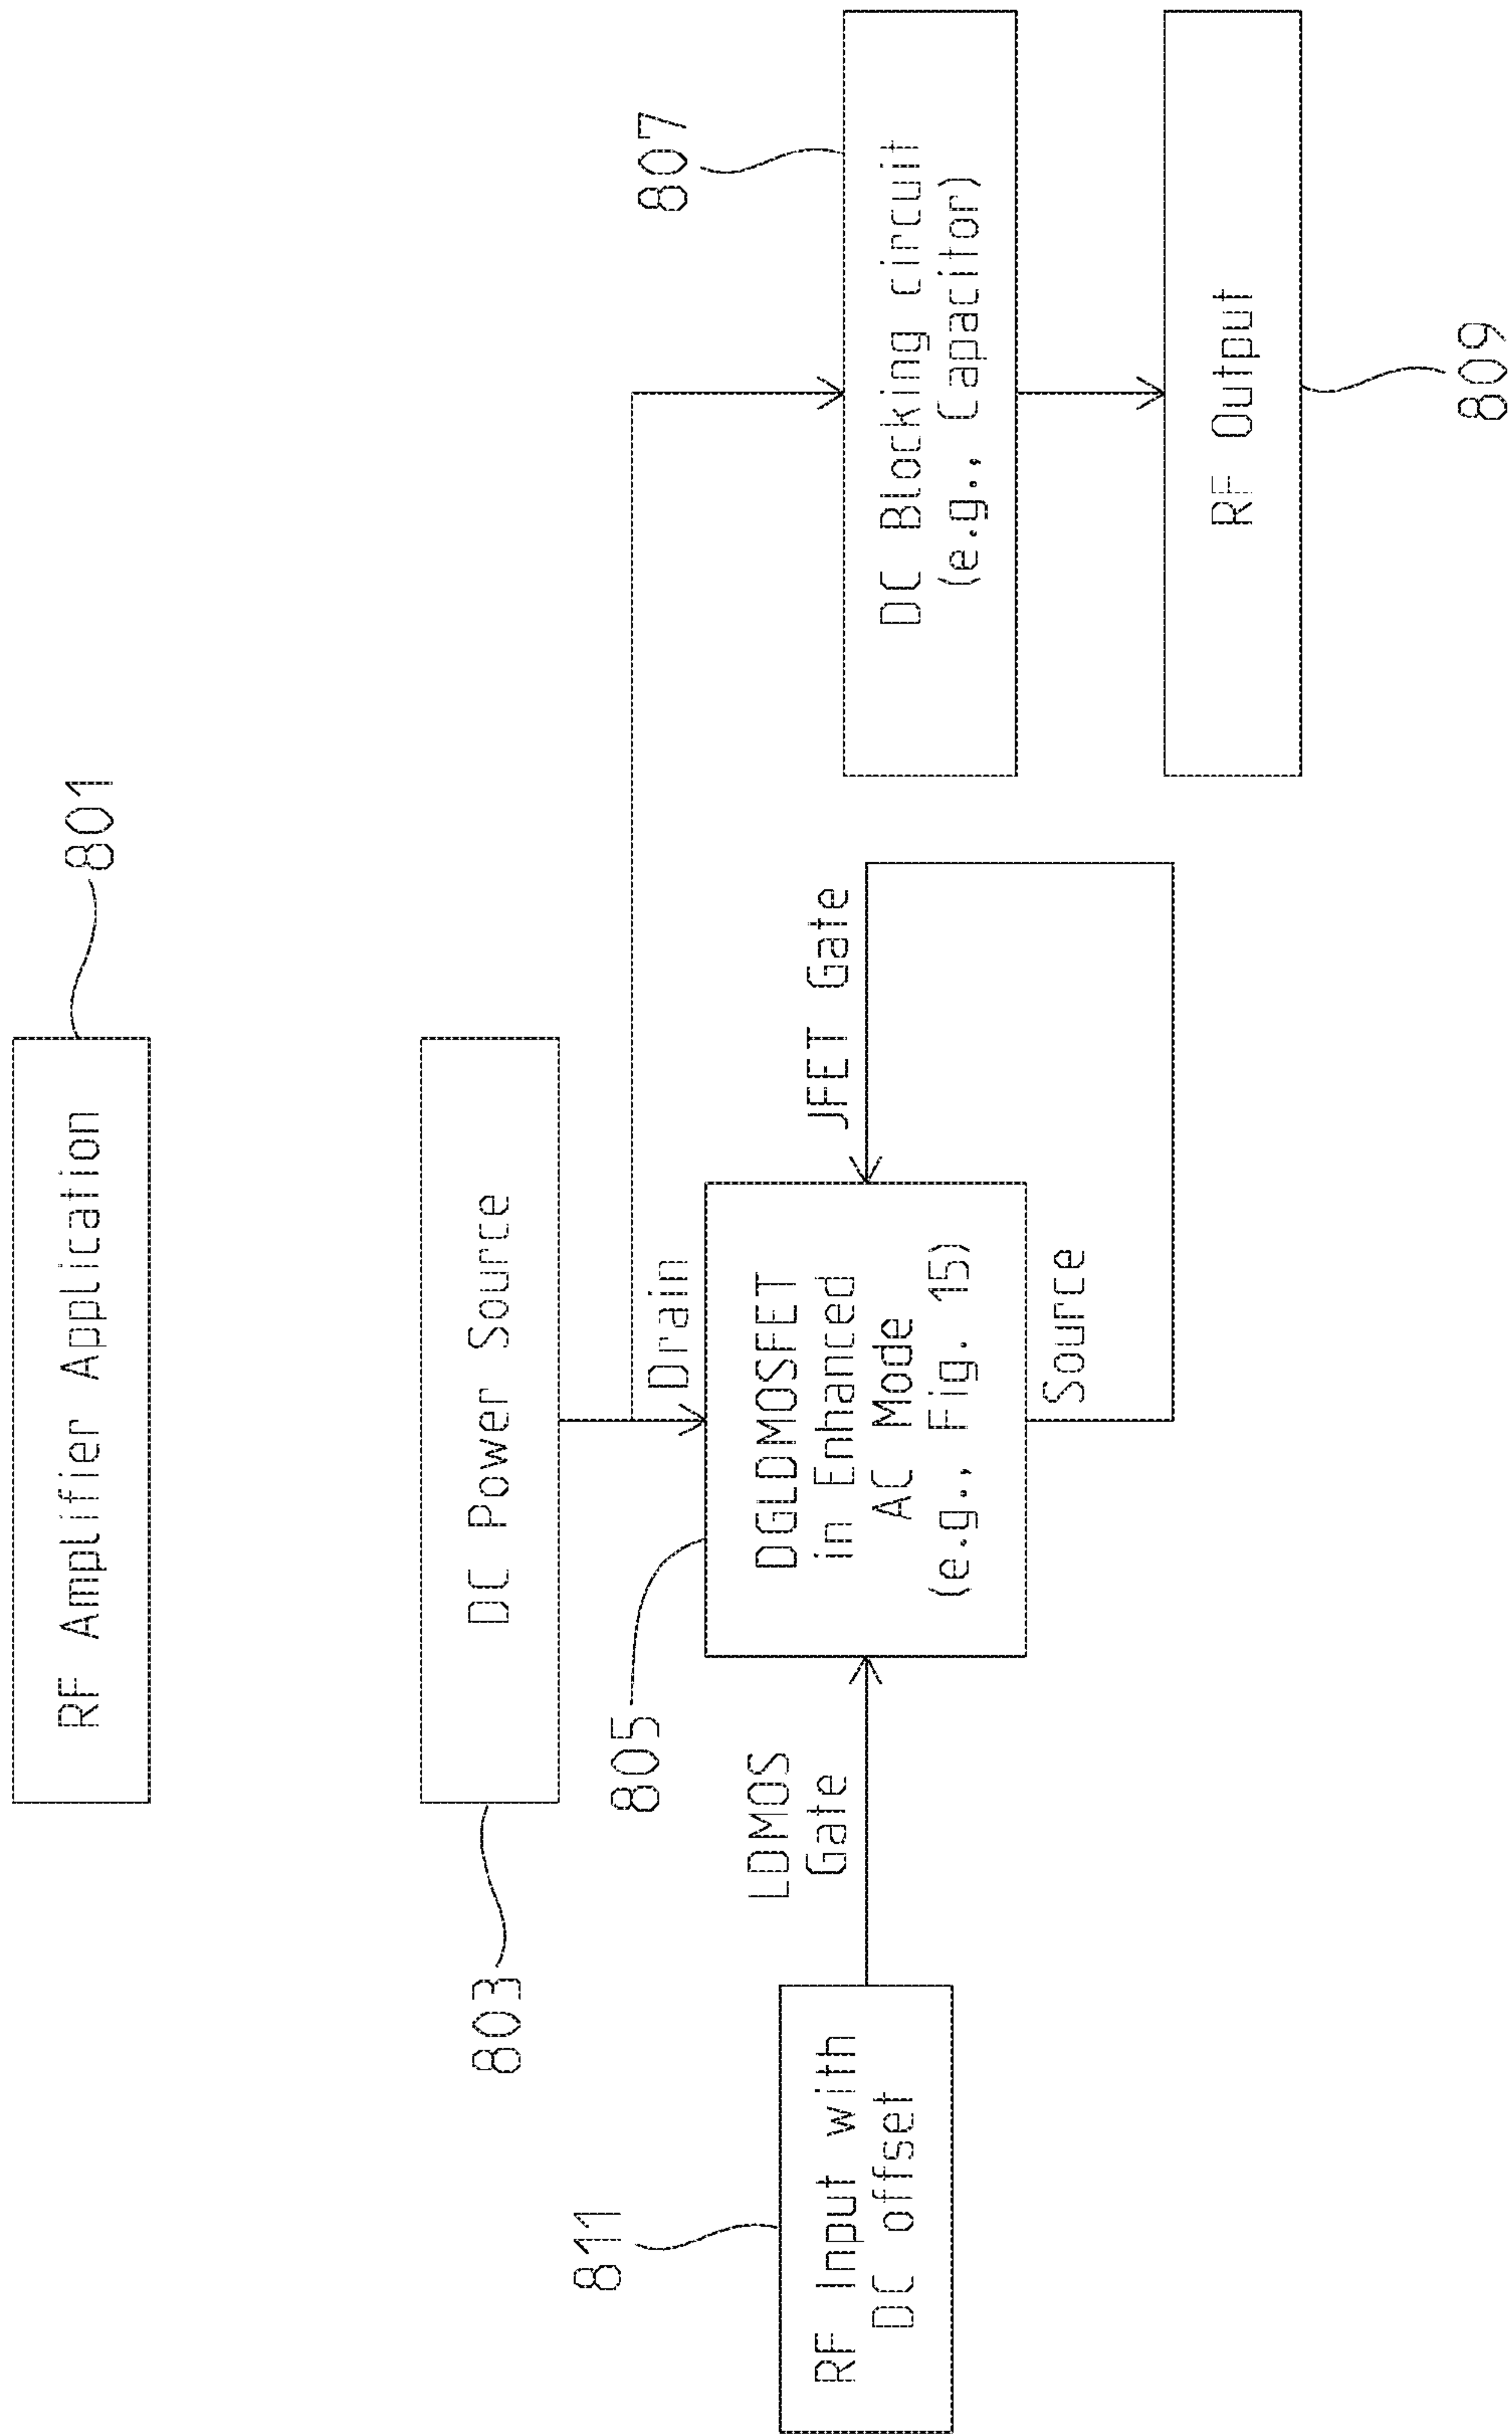 RF Amplifier Application
801
DC Power Source
803
Drain
805
LDMOS
Gate
RF Input with
DC offset
811
DGLDMOSFET
in Enhanced
AC Mode
(e.g., Fig. 15)
JFET Gate
Source
807
DC Blocking circuit
(e.g., Capacitor)
RF Output
809